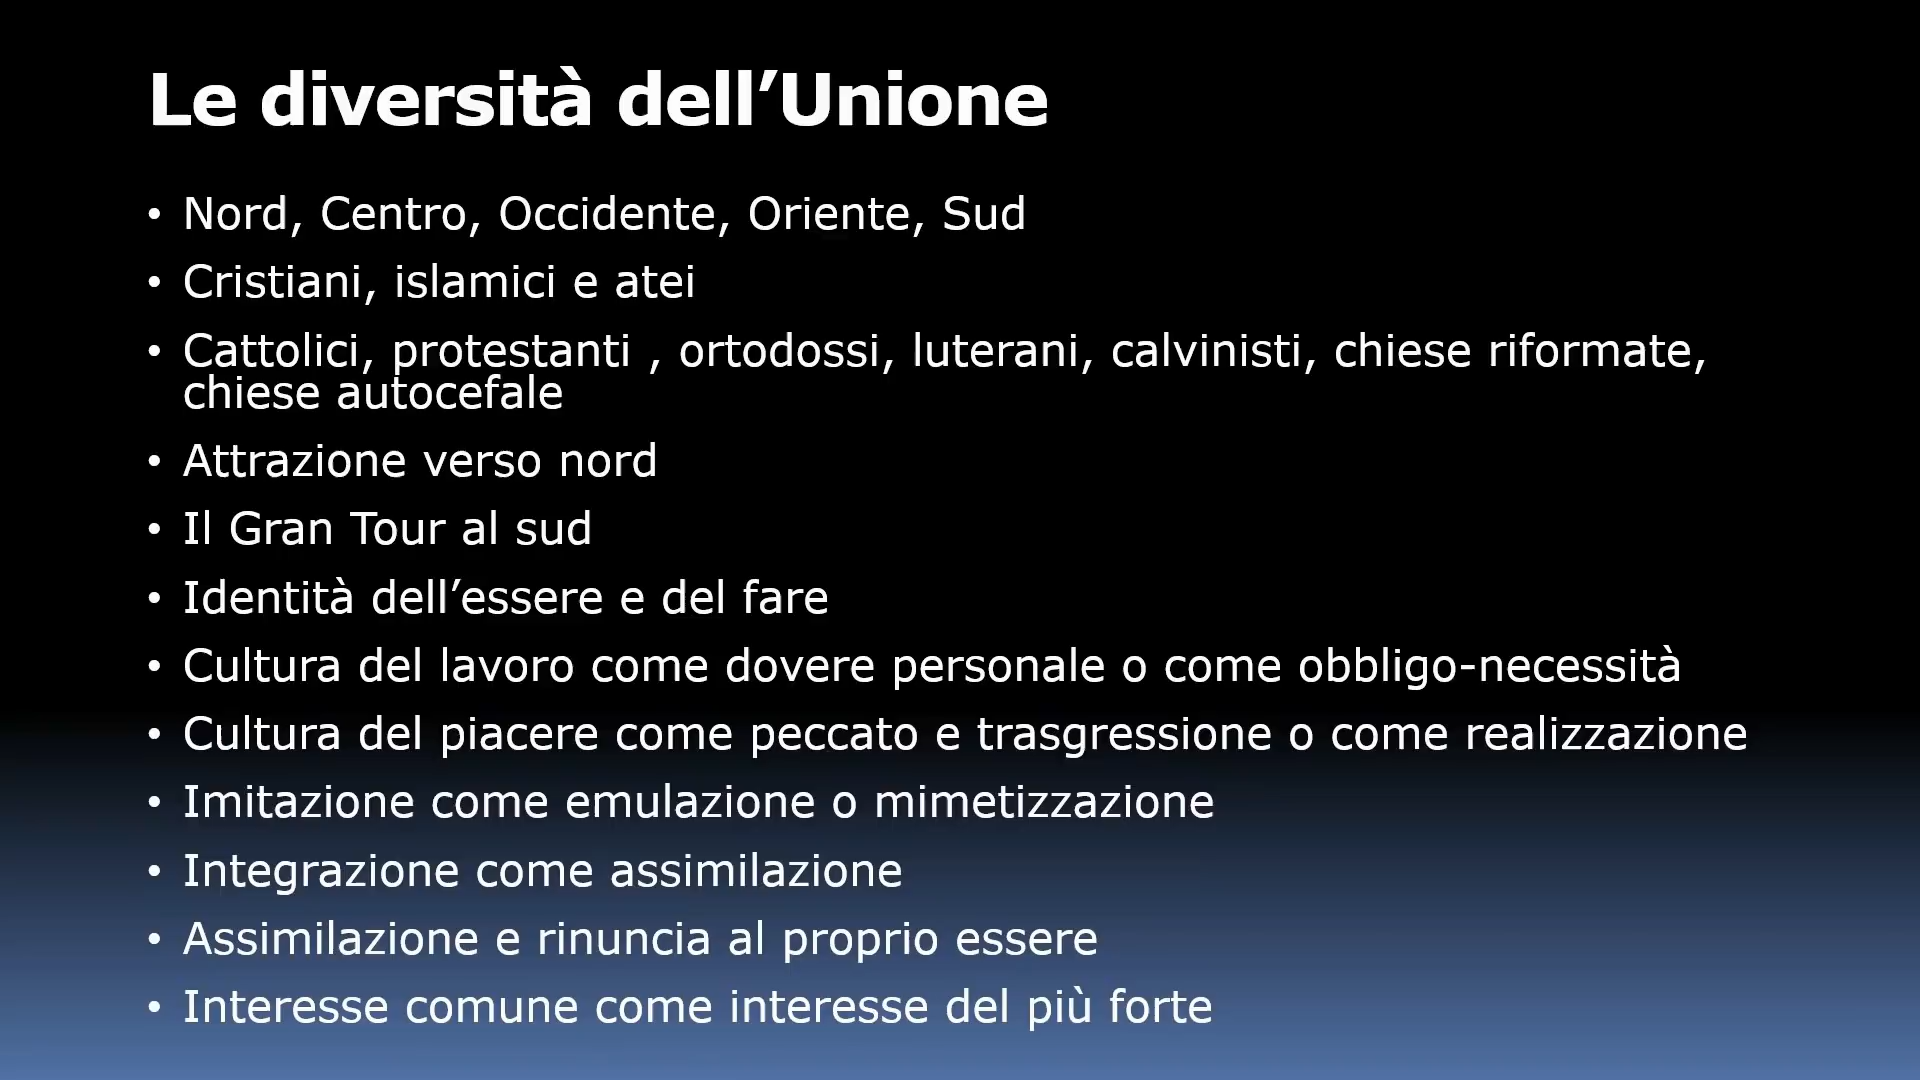 Le diversità dell’Unione
• Nord, Centro, Occidente, Oriente, Sud
• Cristiani, islamici e atei
• Cattolici, protestanti , ortodossi, luterani, calvinisti, chiese riformate,
chiese autocefale
• Attrazione verso nord
• Il Gran Tour al sud
• Identità dell’essere e del fare
• Cultura del lavoro come dovere personale o come obbligo-necessità
• Cultura del piacere come peccato e trasgressione o come realizzazione
• Imitazione come emulazione o mimetizzazione
• Integrazione come assimilazione
• Assimilazione e rinuncia al proprio essere
• Interesse comune come interesse del più forte